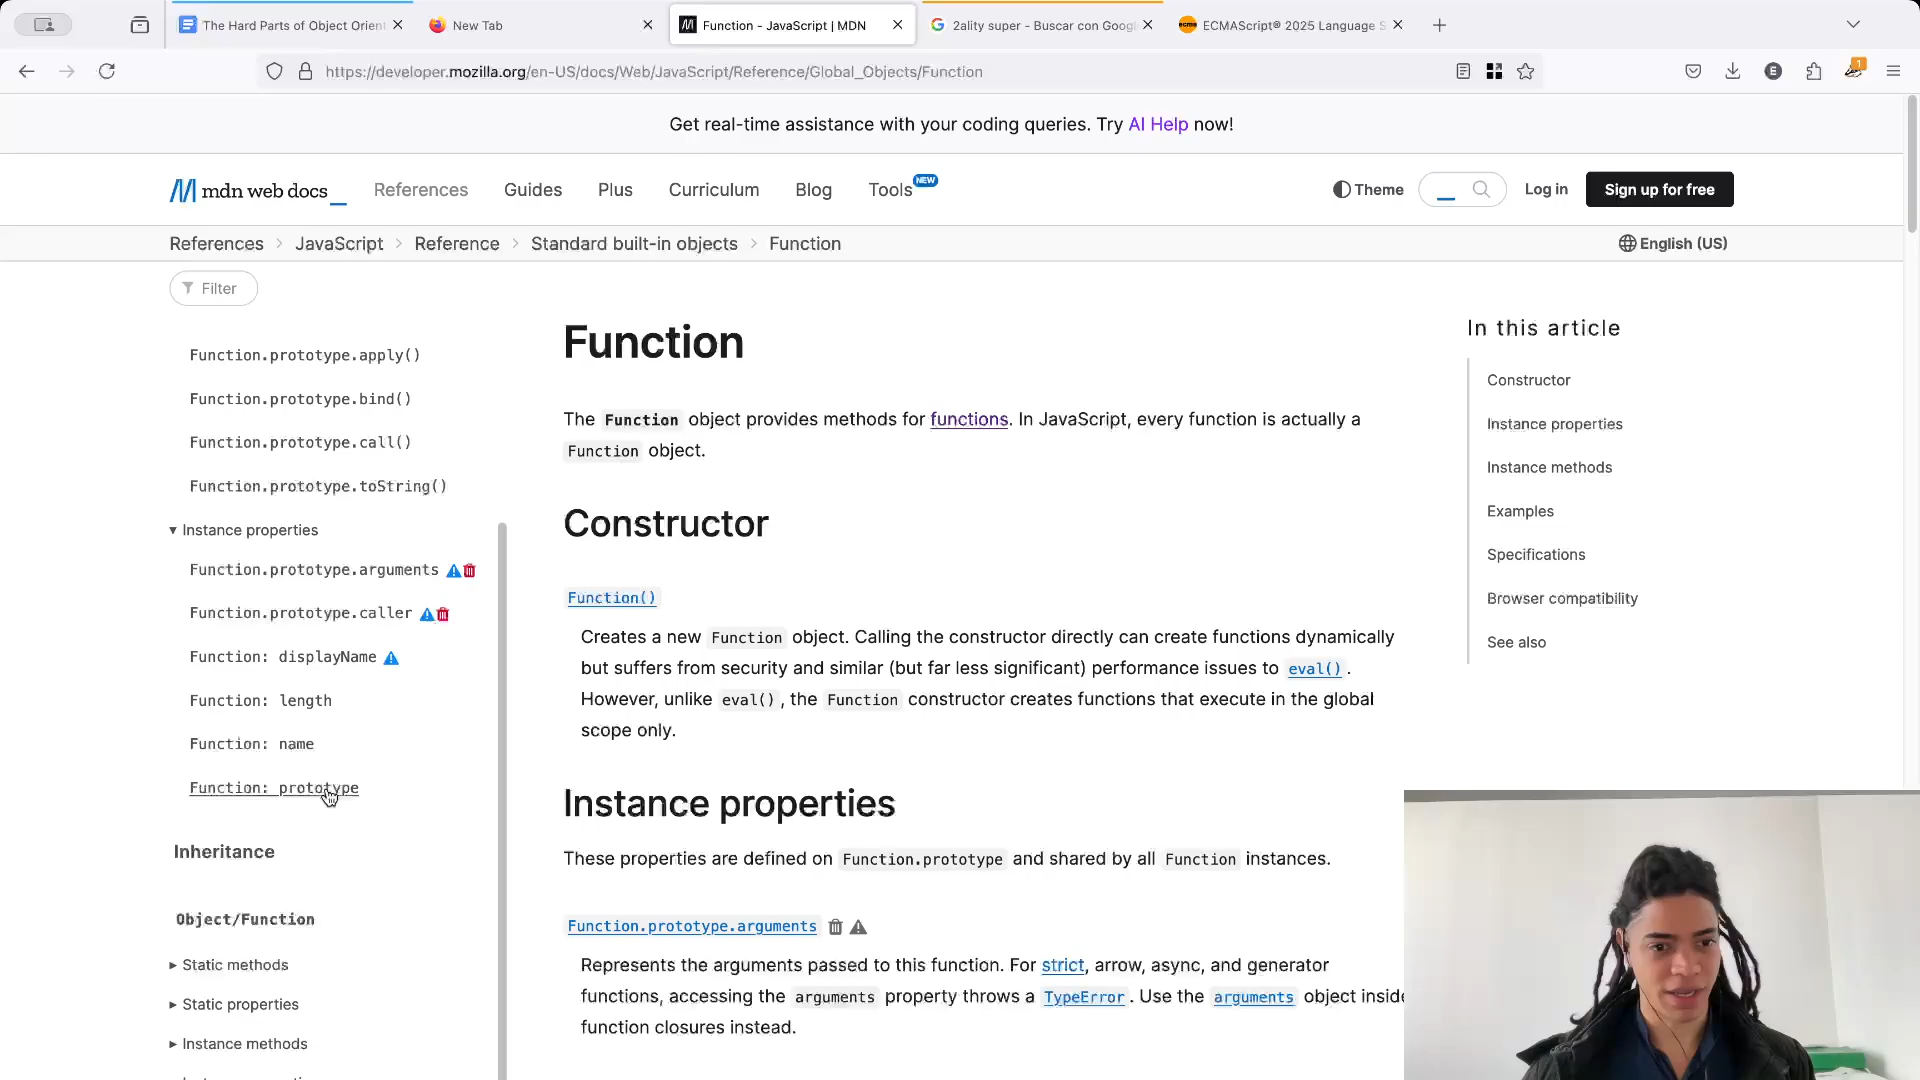 The Hard Parts of Object Orient
New Tab
Function - JavaScript | MDN
2ality super - Buscar con Googl
ECMAScript® 2025 Language S
https://developer.mozilla.org/en-US/docs/Web/JavaScript/Reference/Global_Objects/Function
E
1
Get real-time assistance with your coding queries. Try AI Help now!
mdn web docs_
References
Guides
Plus
Curriculum
Blog
Tools
NEW
Theme
Log in
Sign up for free
References > JavaScript > Reference > Standard built-in objects > Function
English (US)
Filter
Function.prototype.apply()
Function.prototype.bind()
Function.prototype.call()
Function.prototype.toString()
Instance properties
Function.prototype.arguments
Function.prototype.caller
Function: displayName
Function: length
Function: name
Function: prototype
Inheritance
Object/Function
Static methods
Static properties
Instance methods
Function
The Function object provides methods for functions. In JavaScript, every function is actually a
Function object.
Constructor
Function()
Creates a new Function object. Calling the constructor directly can create functions dynamically
but suffers from security and similar (but far less significant) performance issues to eval().
However, unlike eval(), the Function constructor creates functions that execute in the global
scope only.
Instance properties
These properties are defined on Function.prototype and shared by all Function instances.
Function.prototype.arguments
Represents the arguments passed to this function. For strict, arrow, async, and generator
functions, accessing the arguments property throws a TypeError. Use the arguments object inside
function closures instead.
In this article
Constructor
Instance properties
Instance methods
Examples
Specifications
Browser compatibility
See also